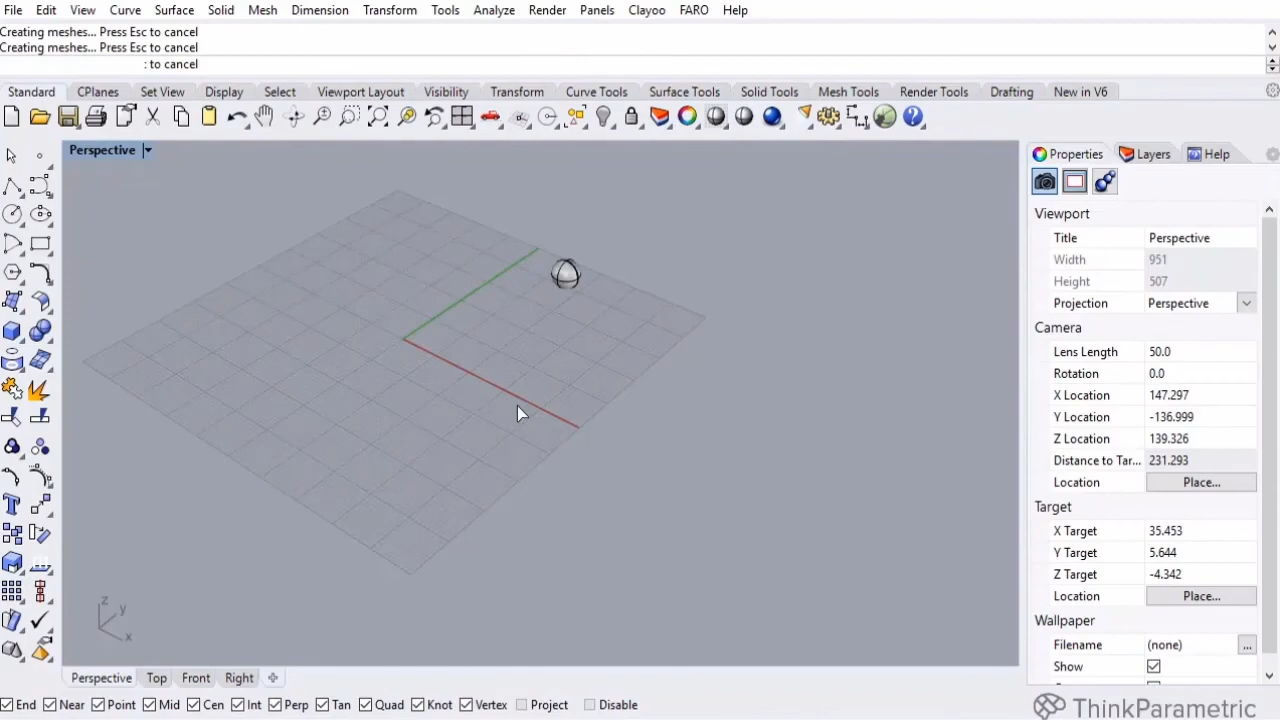 File Edit View Curve Surface Solid Mesh Dimension Transform Tools Analyze Render Panels Clayoo FARO Help
Creating meshes... Press Esc to cancel
Creating meshes... Press Esc to cancel
: to cancel
Standard CPlanes Set View Display Select Viewport Layout Visibility Transform Curve Tools Surface Tools Solid Tools Mesh Tools Render Tools Drafting New in V6
Perspective
Properties Layers Help
Viewport
Title Perspective
Width 951
Height 507
Projection Perspective
Camera
Lens Length 50.0
Rotation 0.0
X Location 147.297
Y Location -136.999
Z Location 139.326
Distance to Tar... 231.293
Location Place...
Target
X Target 35.453
Y Target 5.644
Z Target -4.342
Location Place...
Wallpaper
Filename (none) ...
Show
z
y
x
Perspective Top Front Right
End Near Point Mid Cen Int Perp Tan Quad Knot Vertex Project Disable
ThinkParametric